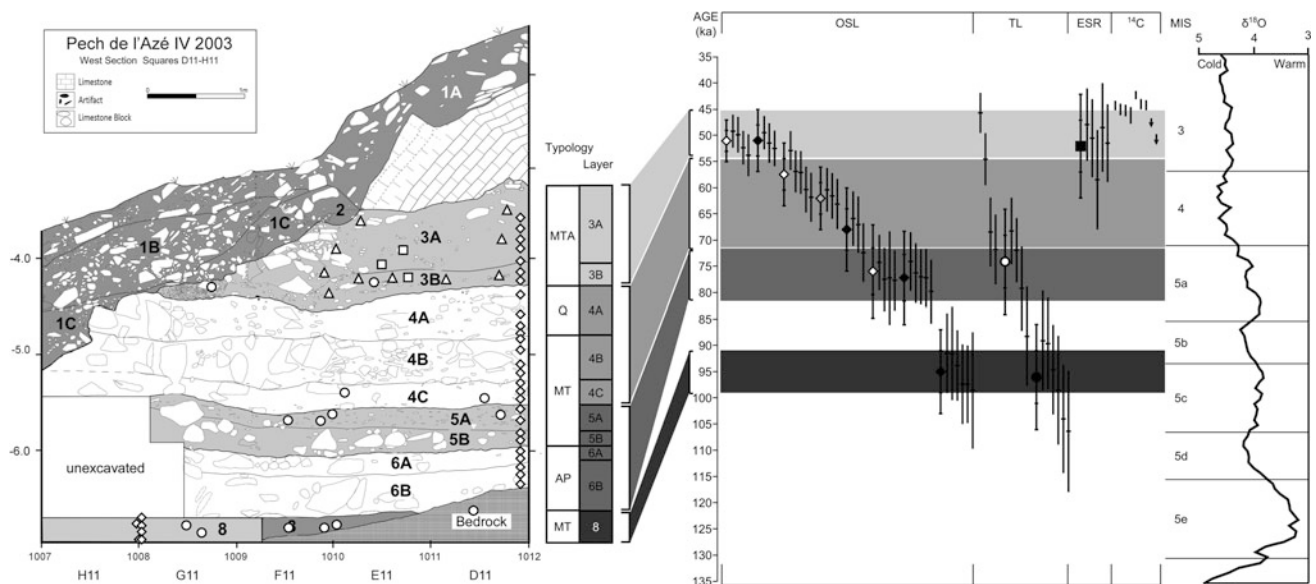 Pech de l'Azé IV 2003
West Section Squares D11-H11
Limestone
Artifact
Limestone Block
0 1m
1A
1B
1C
2
1C
3A
3B
4A
4B
4C
5A
5B
6A
6B
unexcavated
8
8
Bedrock
-4.0
-5.0
-6.0
1007 1008 1009 1010 1011 1012
H11 G11 F11 E11 D11
Typology
Layer
MTA 3A
3B
Q 4A
4B
MT 4C
5A
5B
6A
AP 6B
MT 8
AGE
(ka)
OSL TL ESR 14C MIS δ18O
5 4 3
Cold Warm
35
40
45
50
55
60
65
70
75
80
85
90
95
100
105
110
115
120
125
130
135
3
4
5a
5b
5c
5d
5e